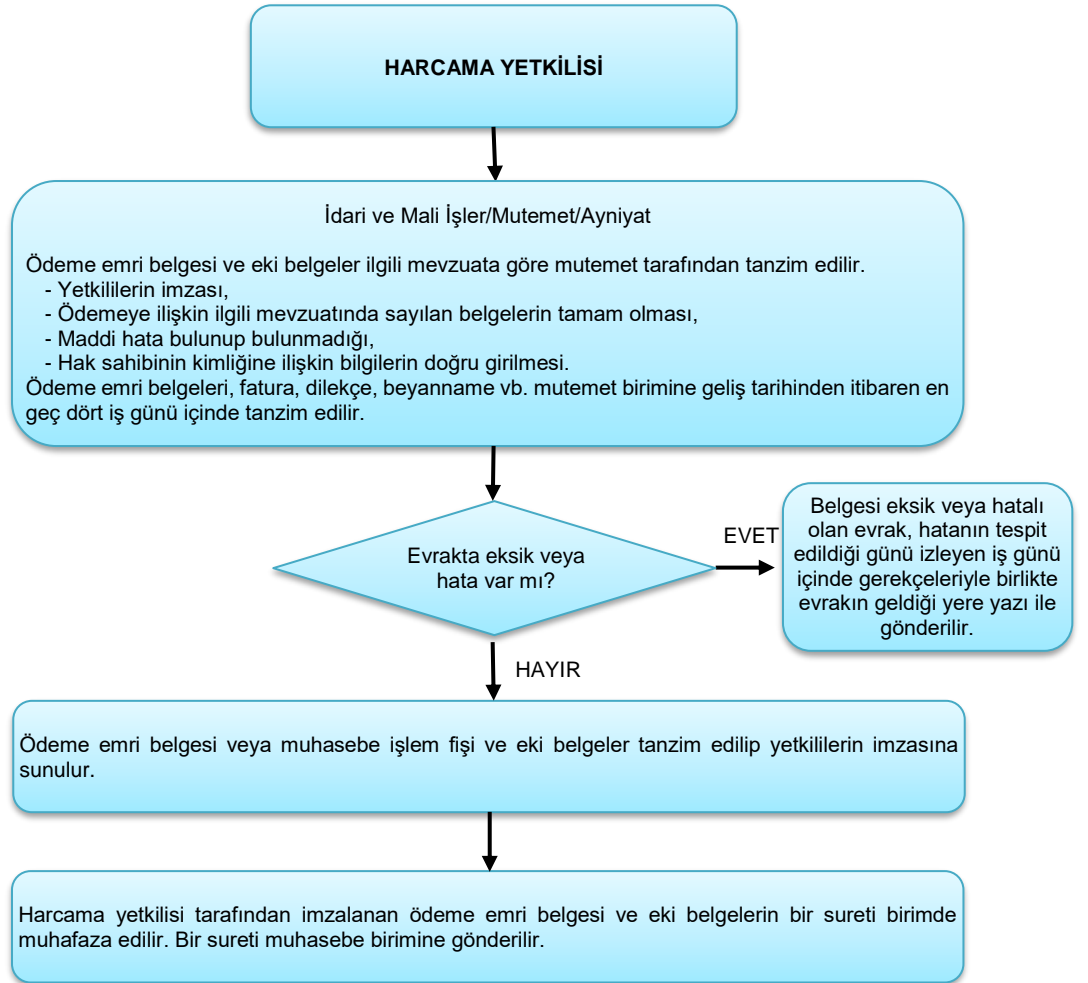 HARCAMA YETKİLİSİ
İdari ve Mali İşler/Mutemet/Ayniyat
Ödeme emri belgesi ve eki belgeler ilgili mevzuata göre mutemet tarafından tanzim edilir.
- Yetkililerin imzası,
- Ödemeye ilişkin ilgili mevzuatında sayılan belgelerin tamam olması,
- Maddi hata bulunup bulunmadığı,
- Hak sahibinin kimliğine ilişkin bilgilerin doğru girilmesi.
Ödeme emri belgeleri, fatura, dilekçe, beyanname vb. mutemet birimine geliş tarihinden itibaren en
geç dört iş günü içinde tanzim edilir.
Evrakta eksik veya
hata var mı?
EVET
Belgesi eksik veya hatalı
olan evrak, hatanın tespit
edildiği günü izleyen iş günü
içinde gerekçeleriyle birlikte
evrakın geldiği yere yazı ile
gönderilir.
HAYIR
Ödeme emri belgesi veya muhasebe işlem fişi ve eki belgeler tanzim edilip yetkililerin imzasına
sunulur.
Harcama yetkilisi tarafından imzalanan ödeme emri belgesi ve eki belgelerin bir sureti birimde
muhafaza edilir. Bir sureti muhasebe birimine gönderilir.